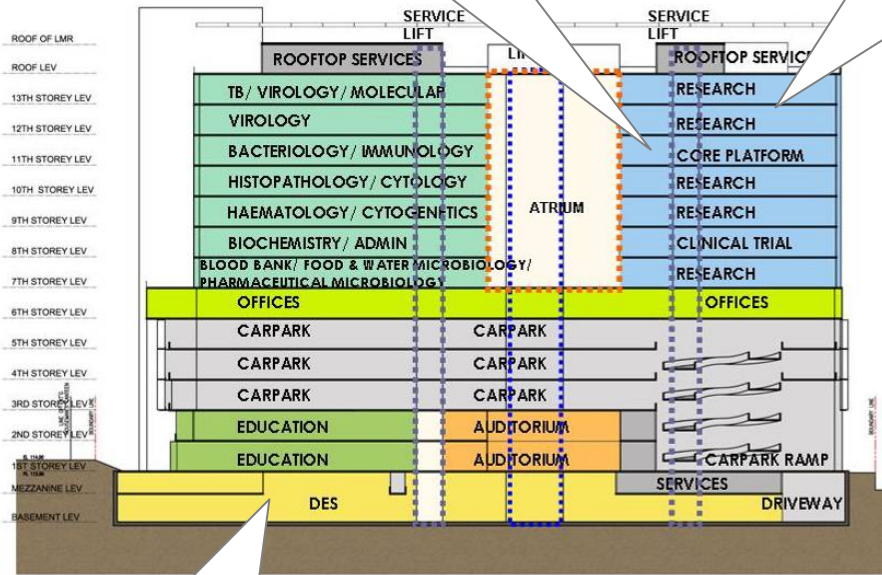 SERVICE
LIFT
SERVICE
LIFT
ROOF OF LMR
ROOFTOP SERVICES
ROOFTOP
ROOF LEV
TB/ VIROLOGY/ MOLECULAR
RESEARCH
13TH STOREY LEV
VIROLOGY
RESEARCH
12TH STOREY LEV
BACTERIOLOGY/ IMMUNOLOGY
CORE PLATFORM
11TH STOREY LEV
HISTOPATHOLOGY/ CYTOLOGY
RESEARCH
10TH STOREY LEV
HAEMATOLOGY/ CYTOGENETICS
ATRIUM
RESEARCH
9TH STOREY LEV
BIOCHEMISTRY/ ADMIN
CLINICAL TRIAL
8TH STOREY LEV
BLOOD BANK/ FOOD & WATER MICROBIOLOGY/
PHARMACEUTICAL MICROBIOLOGY
RESEARCH
7TH STOREY LEV
OFFICES
OFFICES
6TH STOREY LEV
CARPARK
CARPARK
5TH STOREY LEV
CARPARK
CARPARK
4TH STOREY LEV
CARPARK
CARPARK
3RD STOREY LEV
EDUCATION
AUDITORIUM
2ND STOREY LEV
EDUCATION
AUDITORIUM
CARPARK RAMP
1ST STOREY LEV
SERVICES
MEZZANINE LEV
DES
DRIVEWAY
BASEMENT LEV
BOUNDARY LINE
BOUNDARY LINE